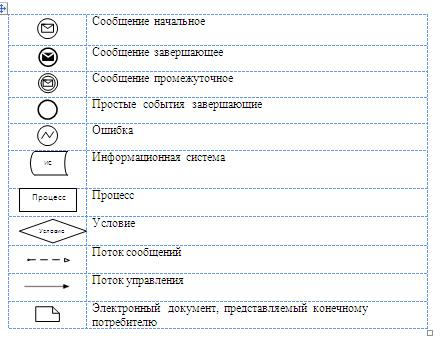 Сообщение начальное
Сообщение завершающее
Сообщение промежуточное
Простые события завершающие
Ошибка
ИС Информационная система
Процесс Процесс
Условие Условие
Поток сообщений
Поток управления
Электронный документ, представляемый конечному
потребителю